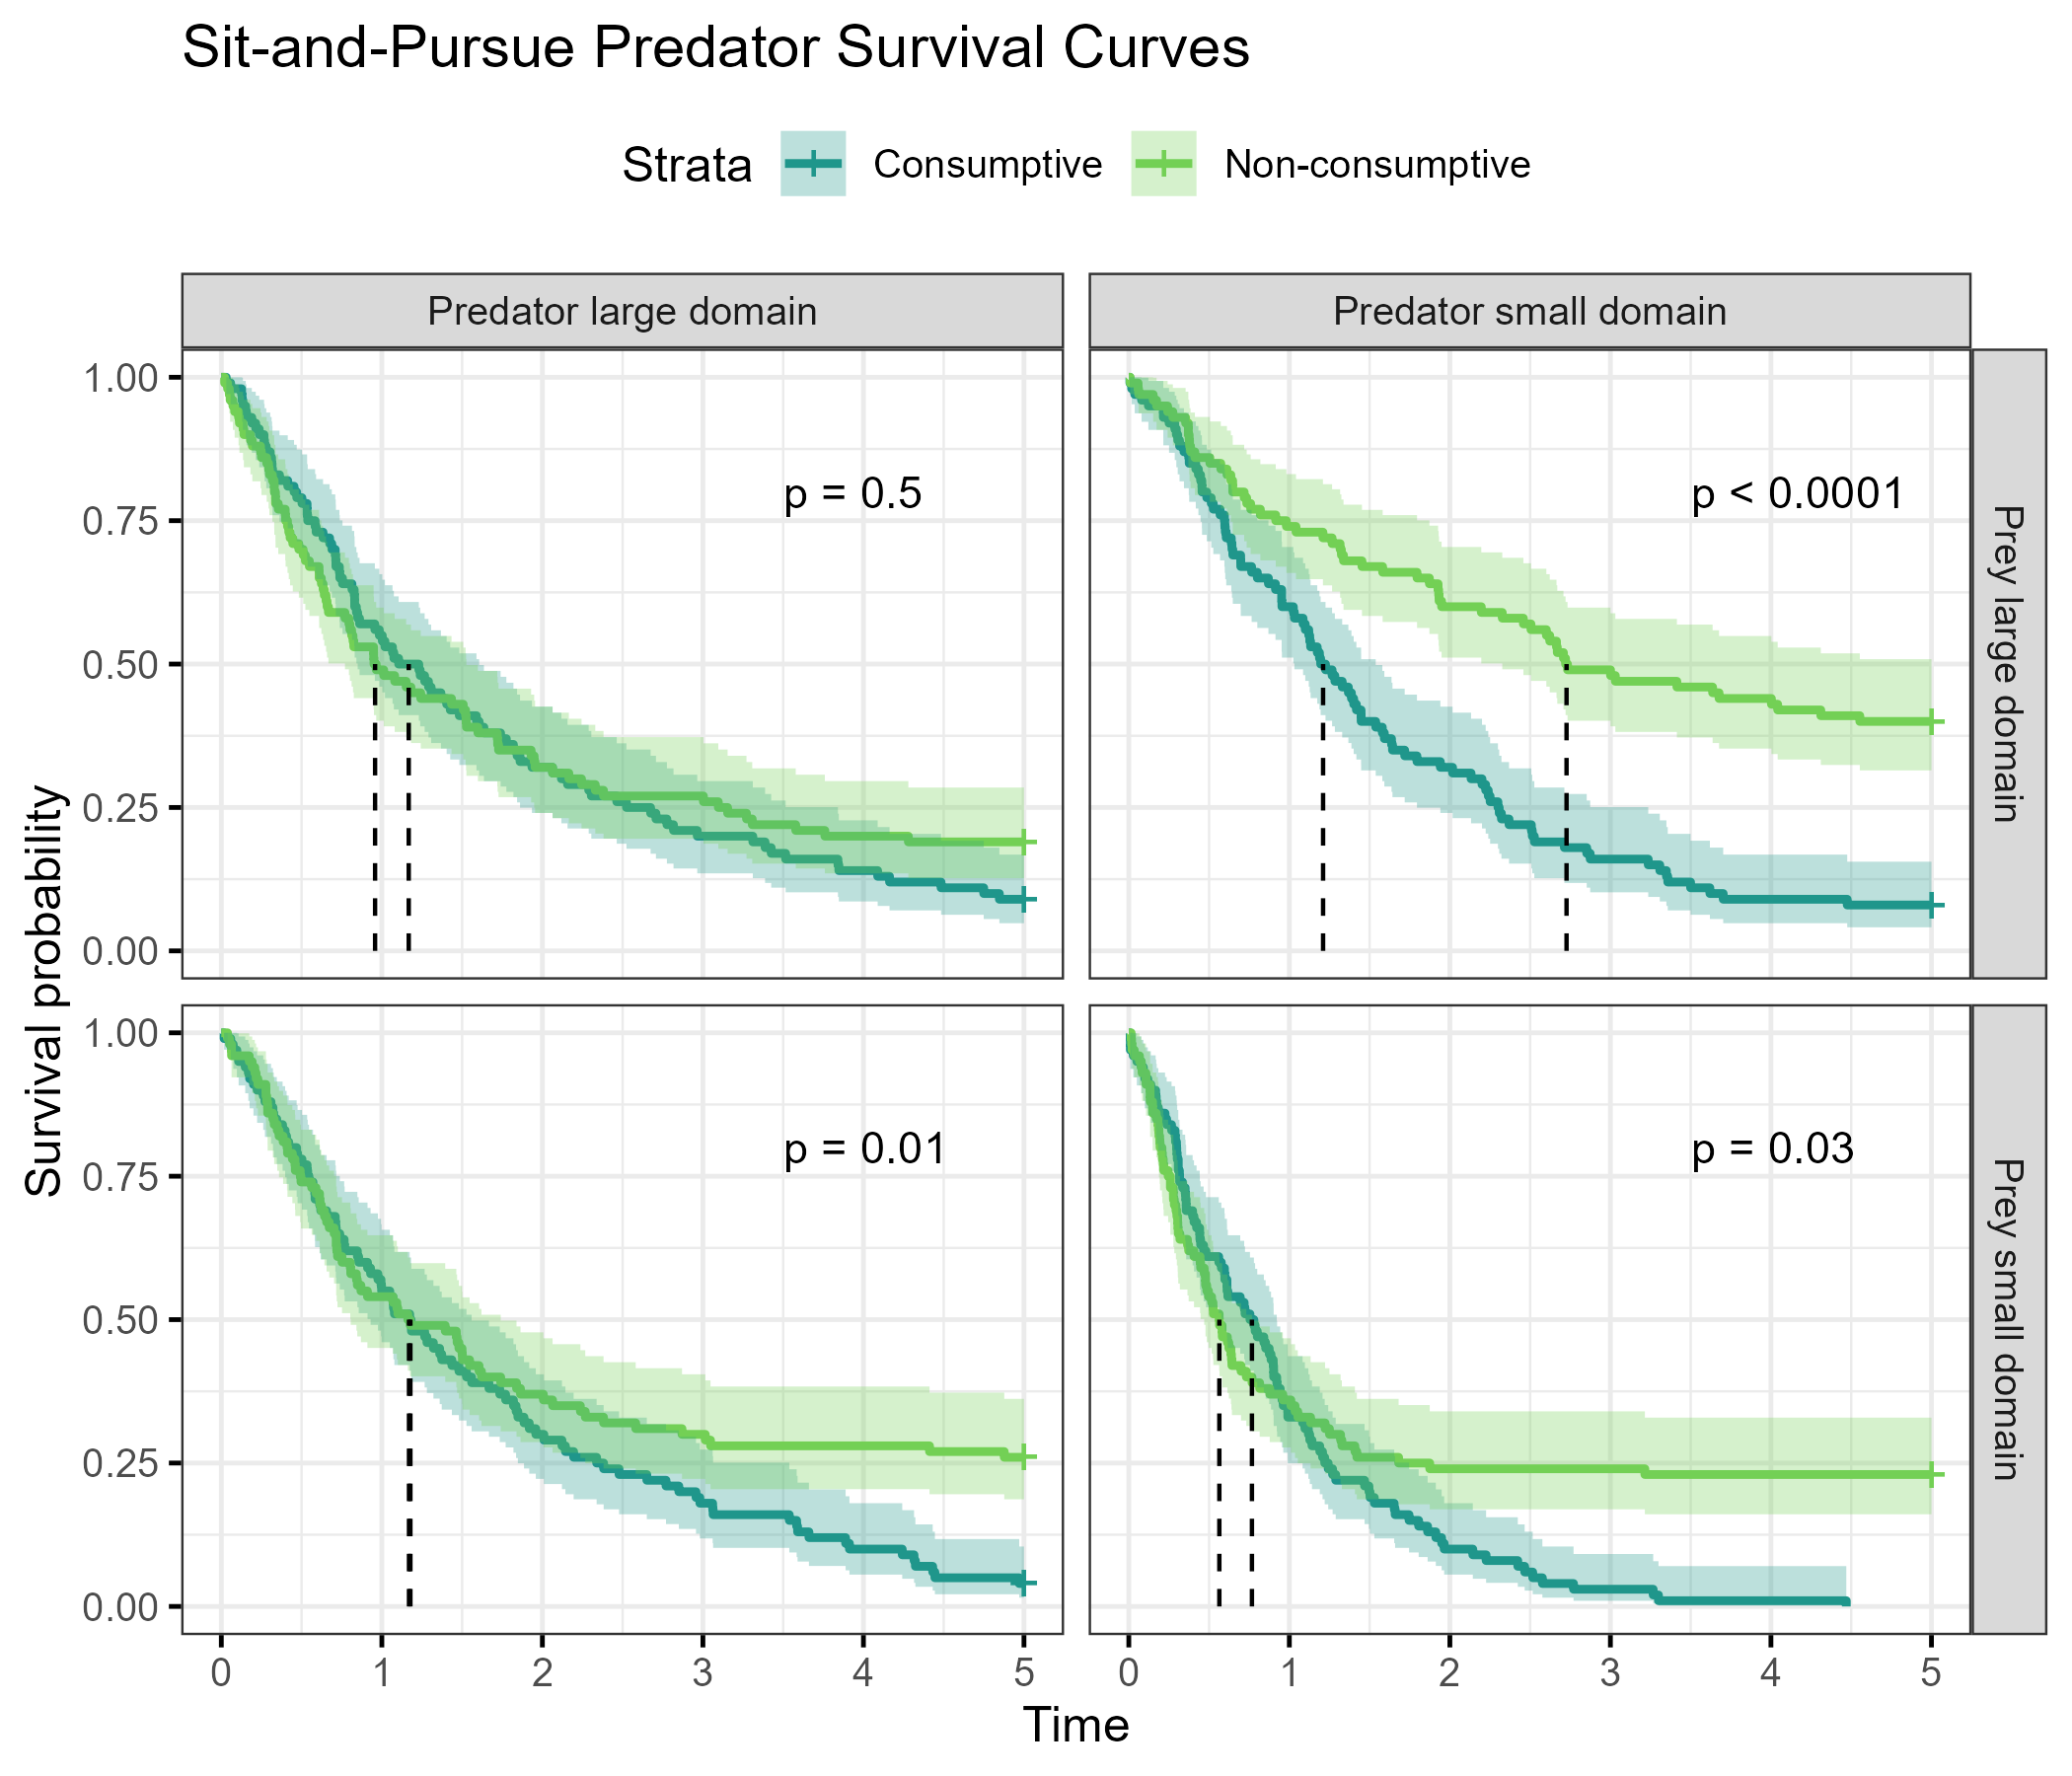 Sit-and-Pursue Predator Survival Curves
Strata Consumptive Non-consumptive
Predator large domain
Predator small domain
Survival probability
1.00
0.75
0.50
0.25
0.00
p = 0.5
p < 0.0001
Prey large domain
1.00
0.75
0.50
0.25
0.00
p = 0.01
p = 0.03
Prey small domain
0 1 2 3 4 5
0 1 2 3 4 5
Time